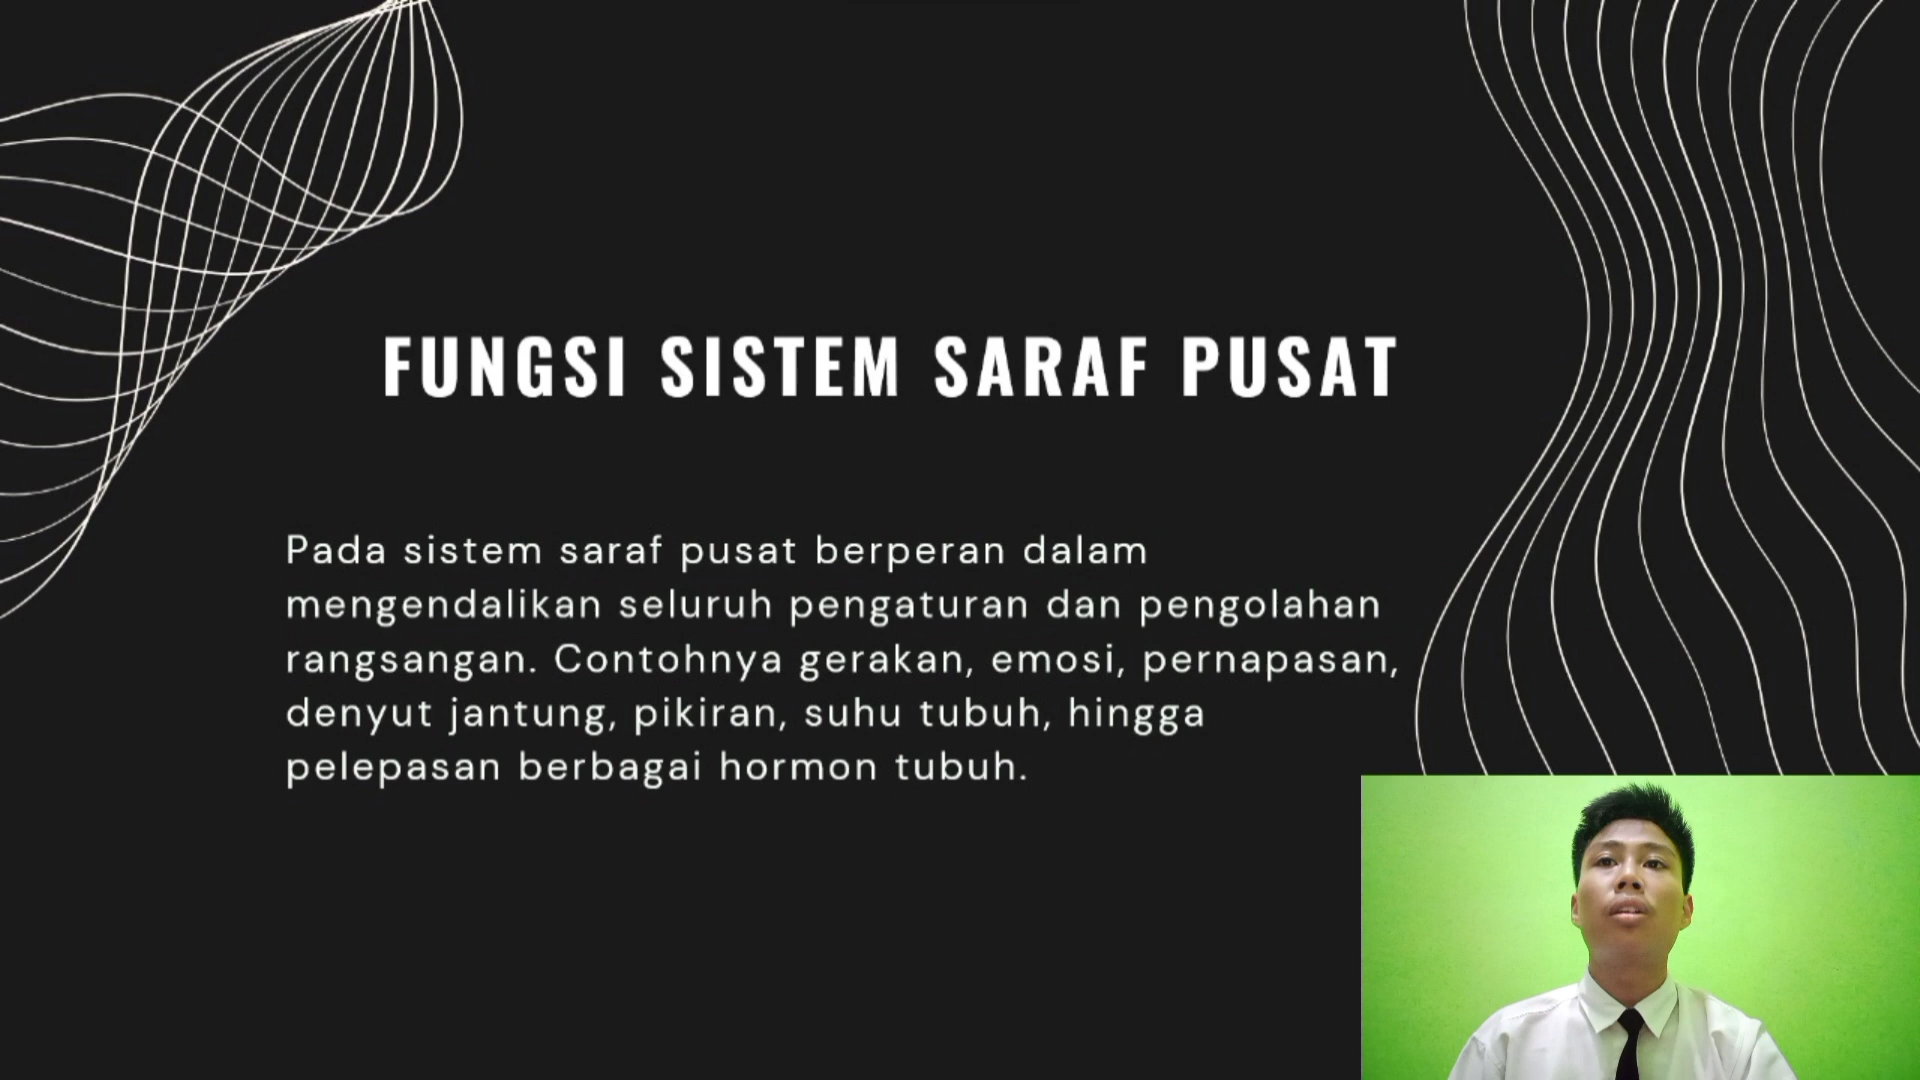 FUNGSI SISTEM SARAF PUSAT
Pada sistem saraf pusat berperan dalam
mengendalikan seluruh pengaturan dan pengolahan
rangsangan. Contohnya gerakan, emosi, pernapasan,
denyut jantung, pikiran, suhu tubuh, hingga
pelepasan berbagai hormon tubuh.